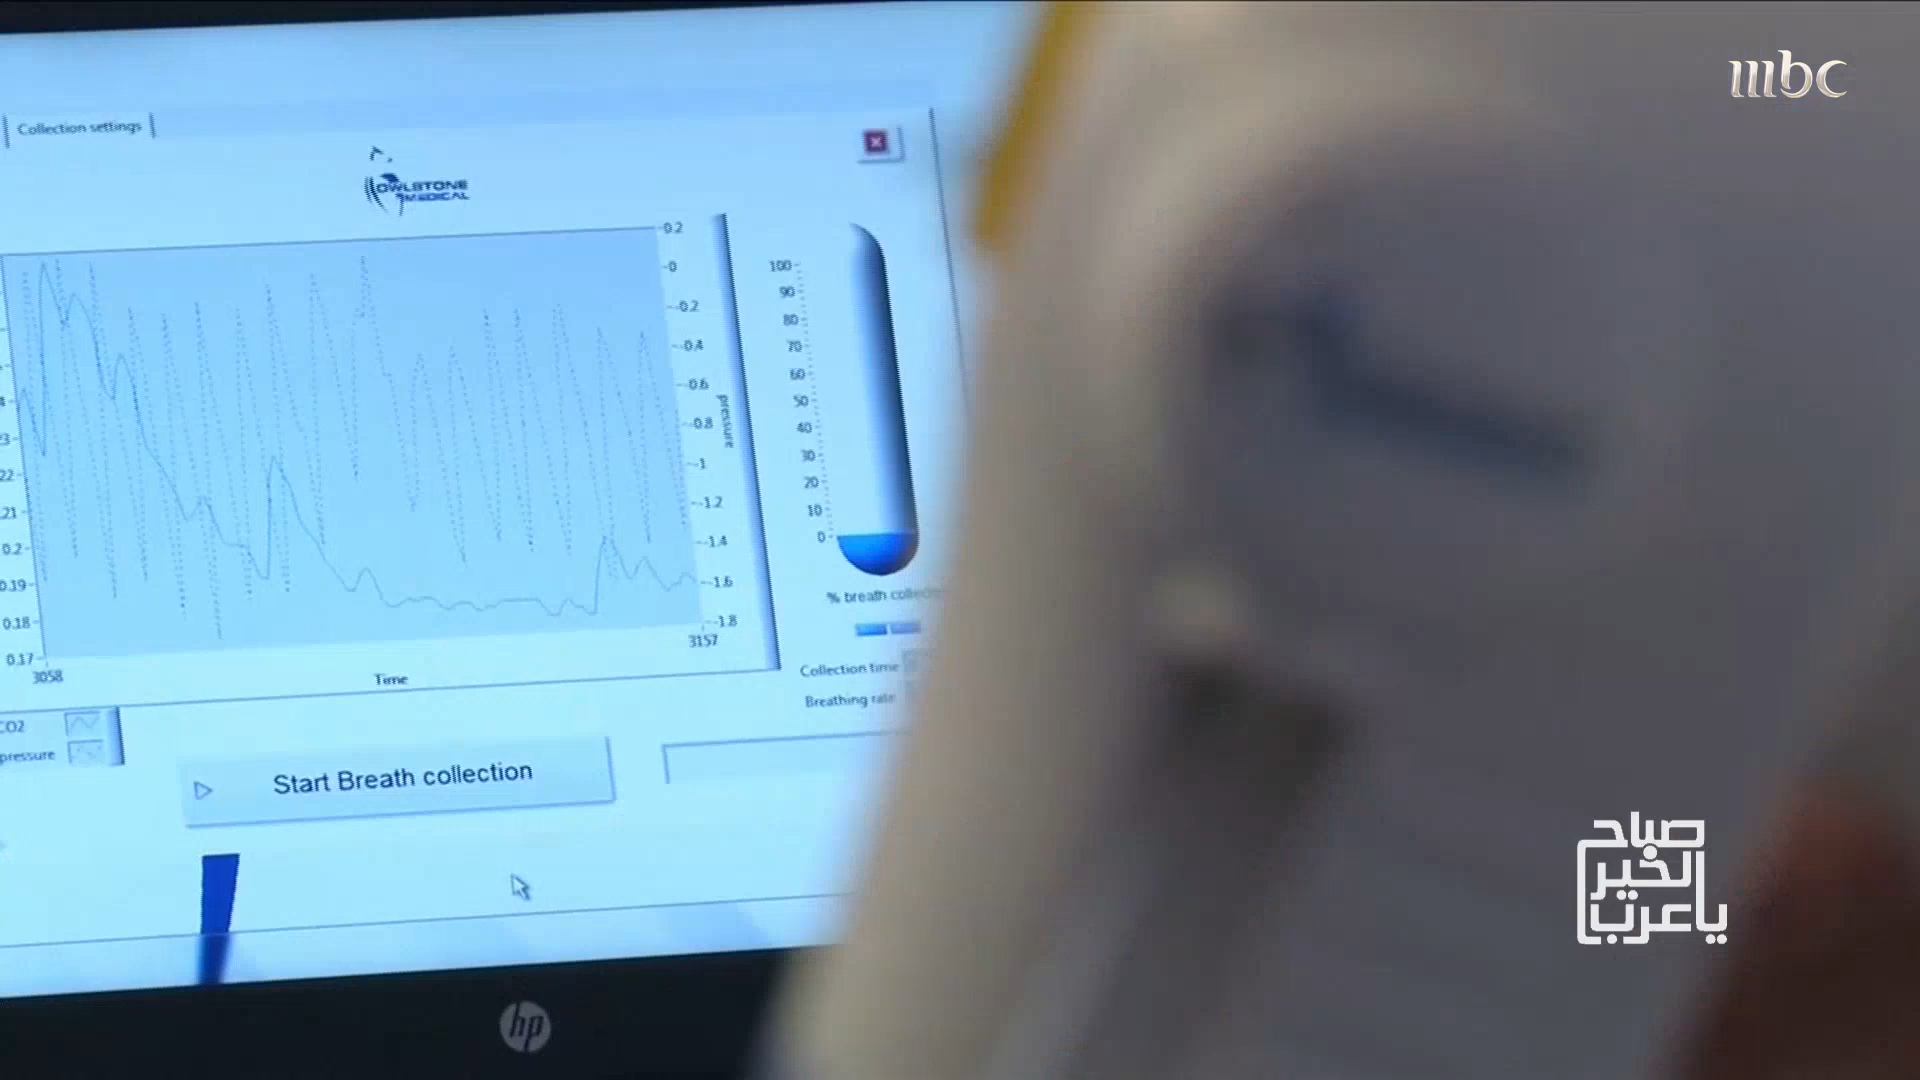 mbc
Collection settings
OWLSTONE
MEDICAL
0.2
0
-0.2
-0.4
-0.6
-0.8
-1
-1.2
-1.4
-1.6
-1.8
pressure
22
0.2
0.19
0.18
0.17
3058
3157
Time
100
90
80
70
60
50
40
30
20
10
0
% breath
Collection time
Breathing rate
CO2
pressure
Start Breath collection
hp
صباح
الخير
يا عرب